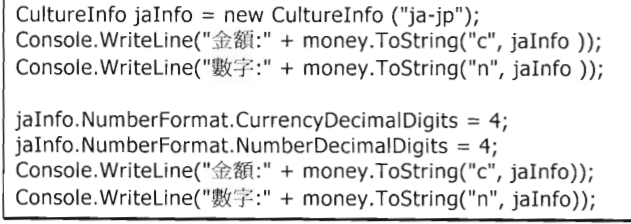 CultureInfo jaInfo = new CultureInfo ("ja-jp");
Console.WriteLine("金額:" + money.ToString("c", jaInfo ));
Console.WriteLine("數字:" + money.ToString("n", jaInfo ));
jaInfo.NumberFormat.CurrencyDecimalDigits = 4;
jaInfo.NumberFormat.NumberDecimalDigits = 4;
Console.WriteLine("金額:" + money.ToString("c", jaInfo));
Console.WriteLine("數字:" + money.ToString("n", jaInfo));